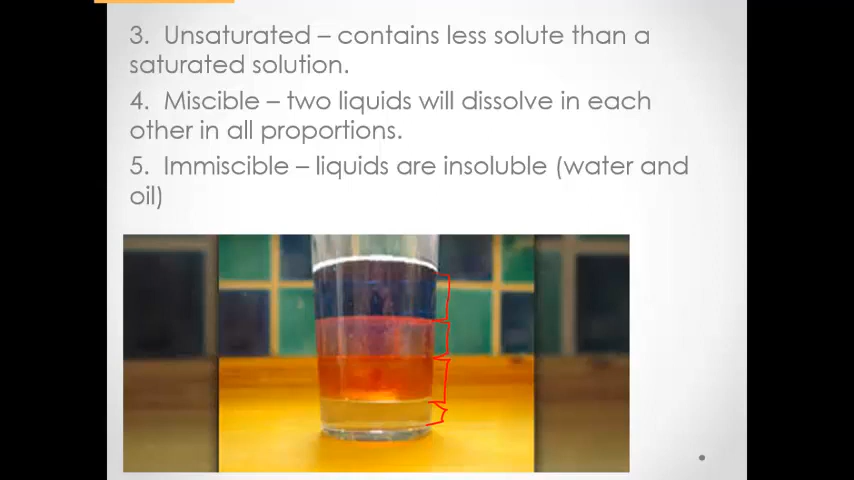 3. Unsaturated – contains less solute than a
saturated solution.
4. Miscible – two liquids will dissolve in each
other in all proportions.
5. Immiscible – liquids are insoluble (water and
oil)